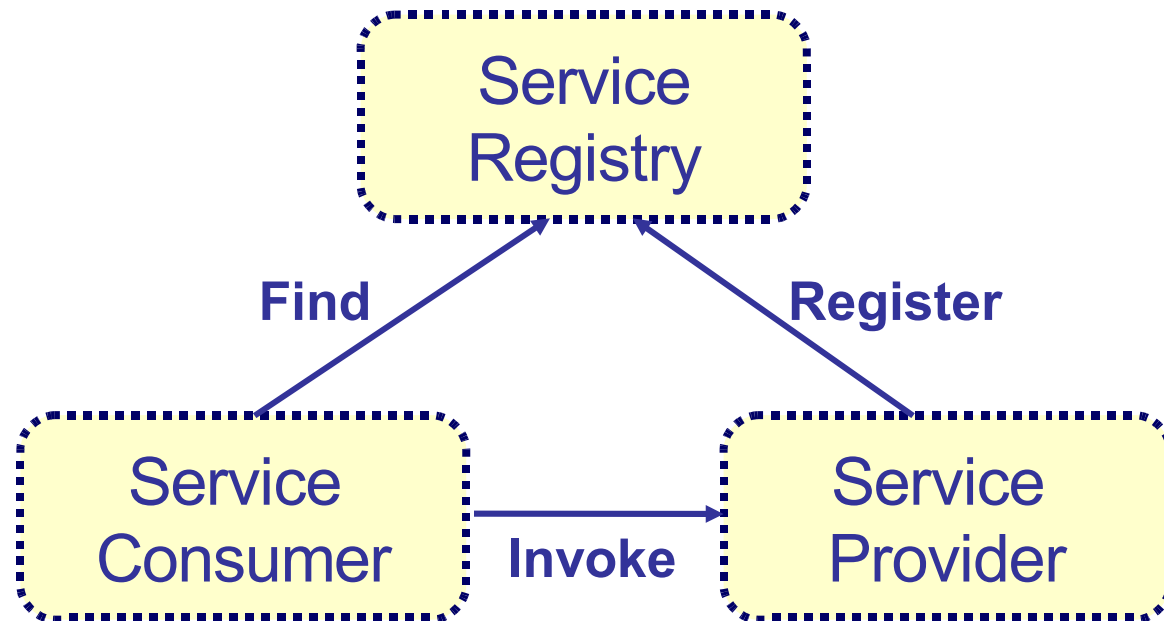 Service
Registry
Find
Register
Service
Consumer
Invoke
Service
Provider